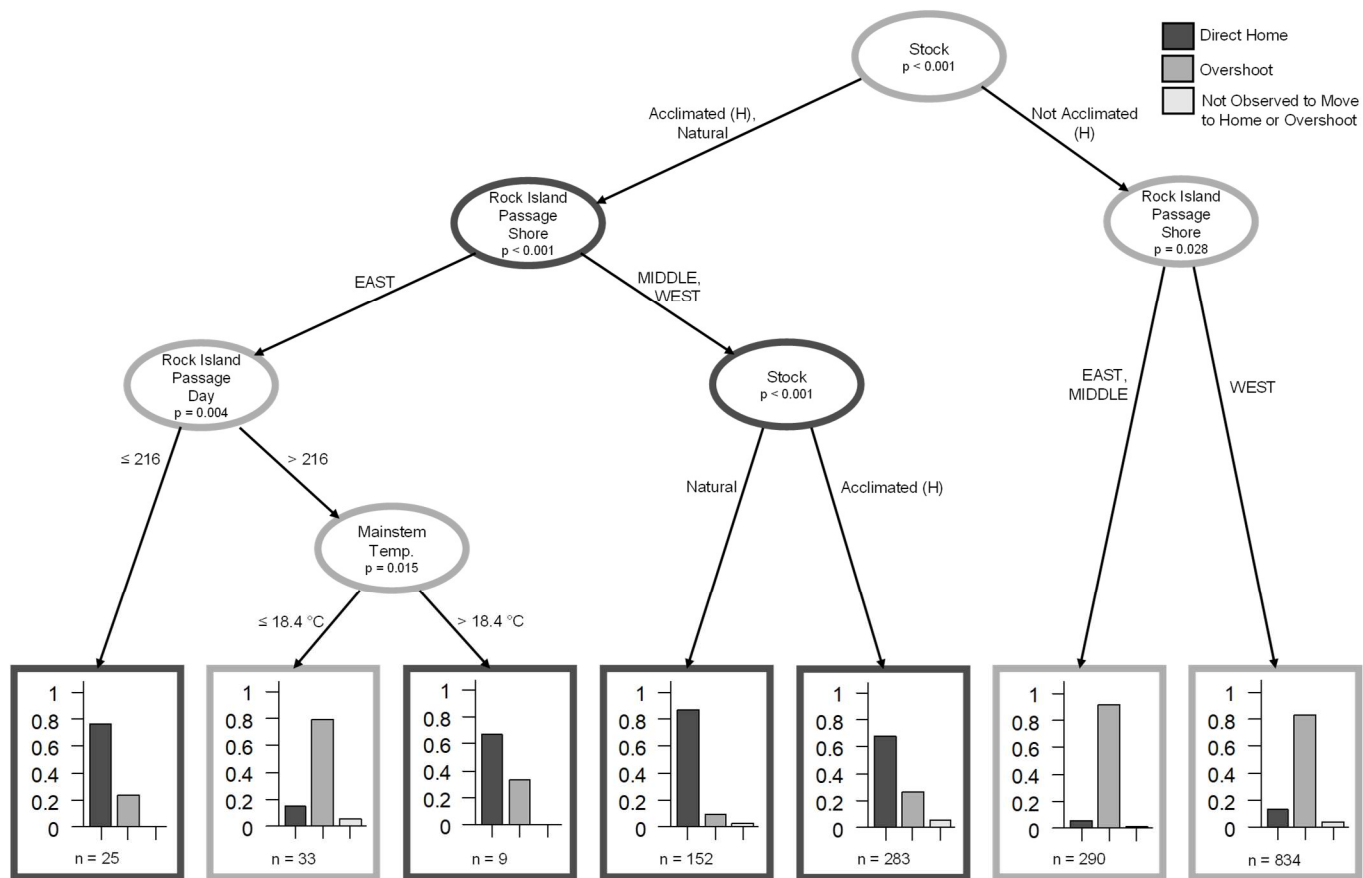 Stock
p < 0.001
Direct Home
Overshoot
Not Observed to Move
to Home or Overshoot
Acclimated (H),
Natural
Not Acclimated
(H)
Rock Island
Passage
Shore
p < 0.001
Rock Island
Passage
Shore
p = 0.028
EAST
MIDDLE,
WEST
Rock Island
Passage
Day
p = 0.004
Stock
p < 0.001
EAST,
MIDDLE
WEST
≤ 216
> 216
Natural
Acclimated (H)
Mainstem
Temp.
p = 0.015
≤ 18.4 °C
> 18.4 °C
1
0.8
0.6
0.4
0.2
0
n = 25
1
0.8
0.6
0.4
0.2
0
n = 33
1
0.8
0.6
0.4
0.2
0
n = 9
1
0.8
0.6
0.4
0.2
0
n = 152
1
0.8
0.6
0.4
0.2
0
n = 283
1
0.8
0.6
0.4
0.2
0
n = 290
1
0.8
0.6
0.4
0.2
0
n = 834